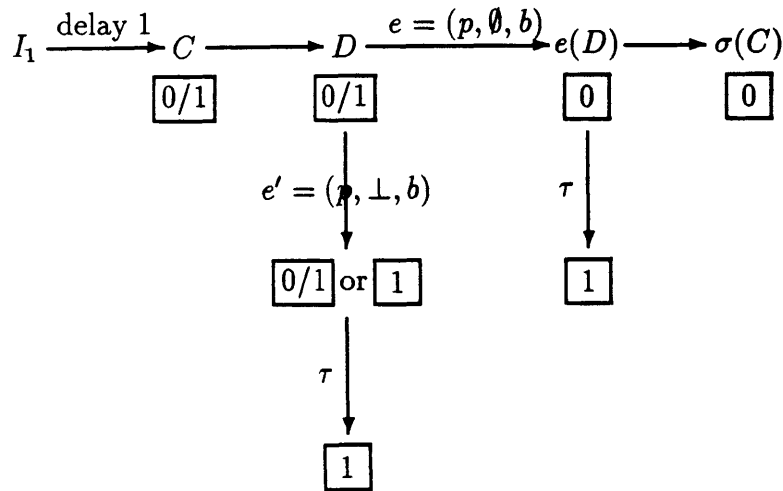 I₁ delay 1 C D e = (p, ∅, b) e(D) σ(C)
0/1 0/1 0 0
e′ = (p, ⊥, b) τ
0/1 or 1 1
τ
1